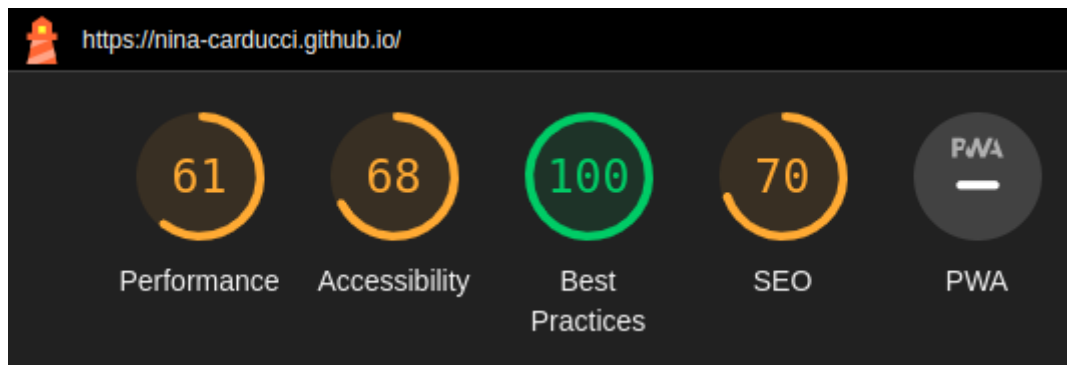 https://nina-carducci.github.io/
61
68
100
70
PWA
Performance
Accessibility
Best
Practices
SEO
PWA